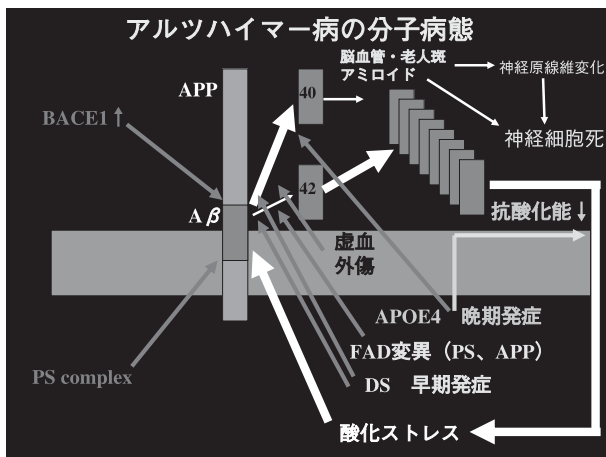 アルツハイマー病の分子病態
脳血管・老人斑
アミロイド
神経原線維変化
APP
40
BACE1↑
神経細胞死
42
Aβ
抗酸化能↓
虚血
外傷
APOE4 晩期発症
FAD変異（PS、APP）
PS complex
DS 早期発症
酸化ストレス